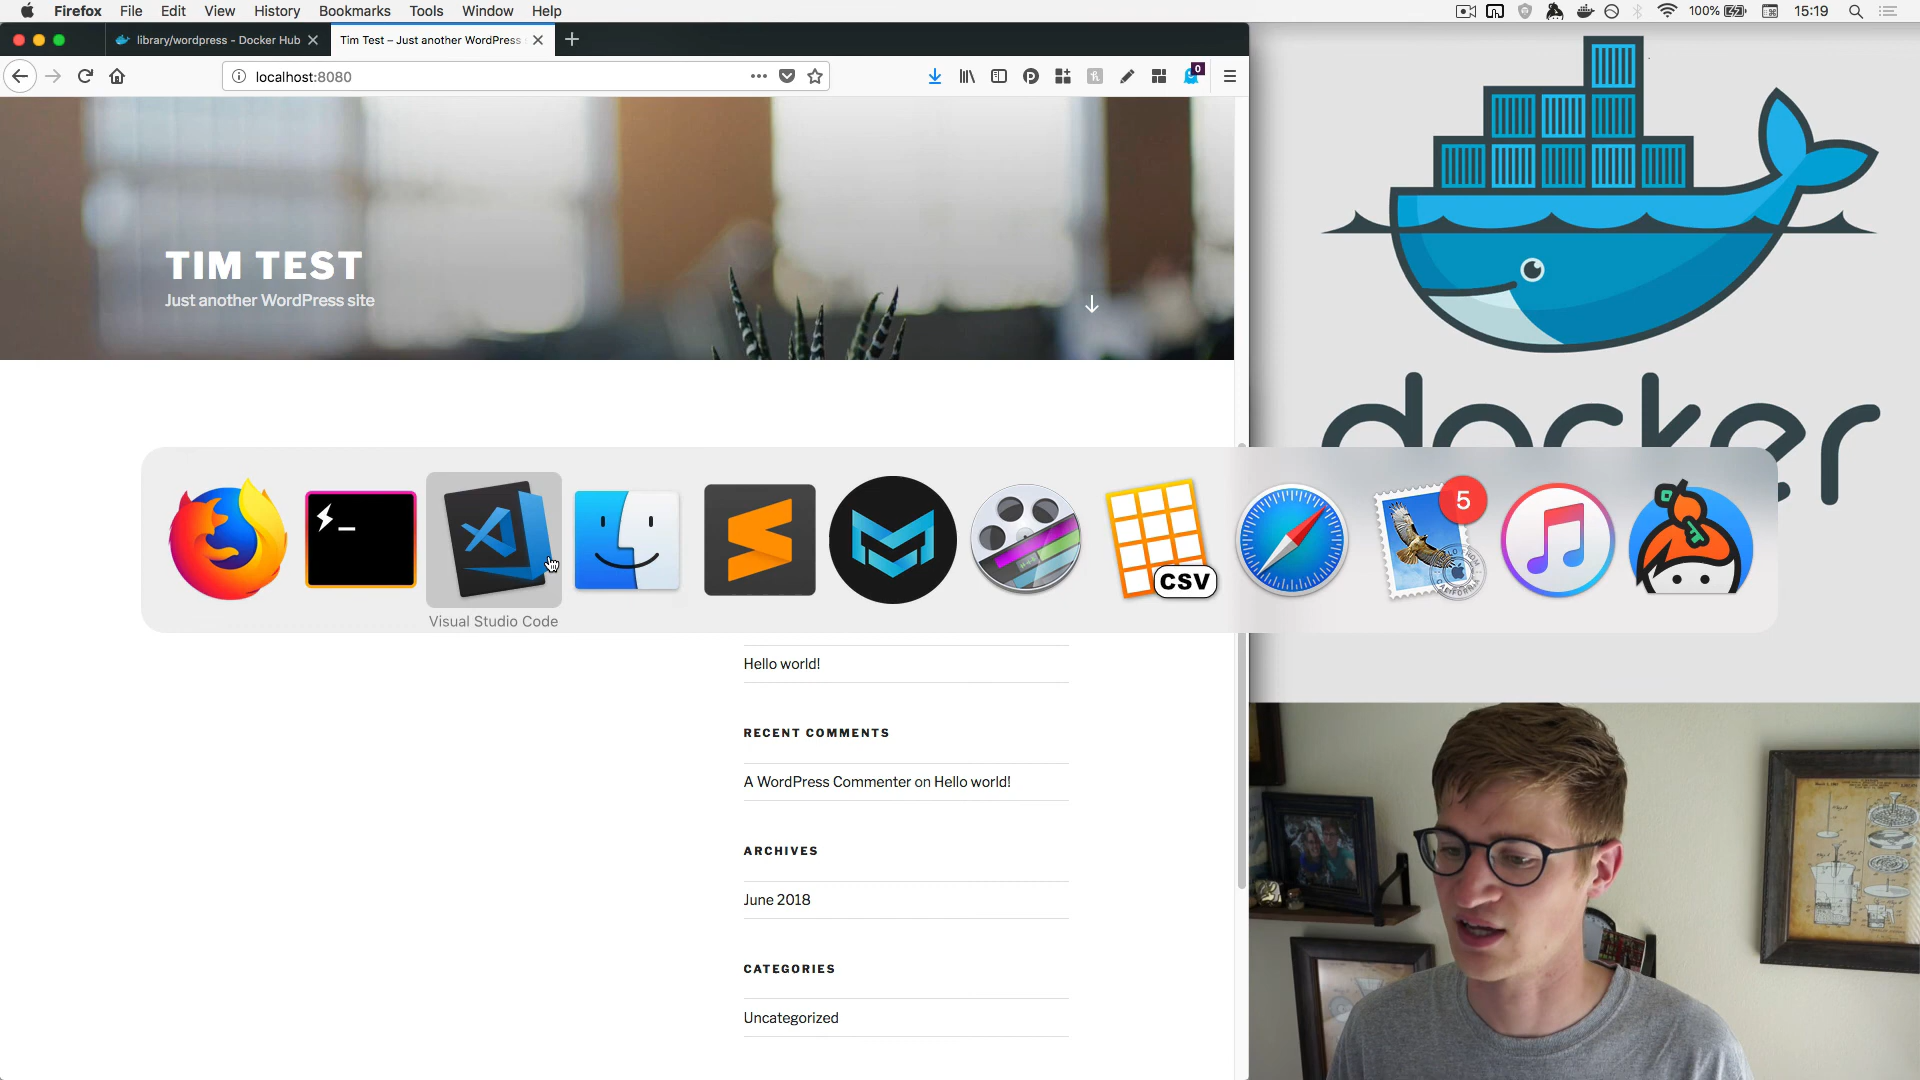 Firefox File Edit View History Bookmarks Tools Window Help
100% 15:19
library/wordpress - Docker Hub
Tim Test – Just another WordPress
localhost:8080
0
TIM TEST
Just another WordPress site
docker
CSV
5
Visual Studio Code
Hello world!
RECENT COMMENTS
A WordPress Commenter on Hello world!
ARCHIVES
June 2018
CATEGORIES
Uncategorized